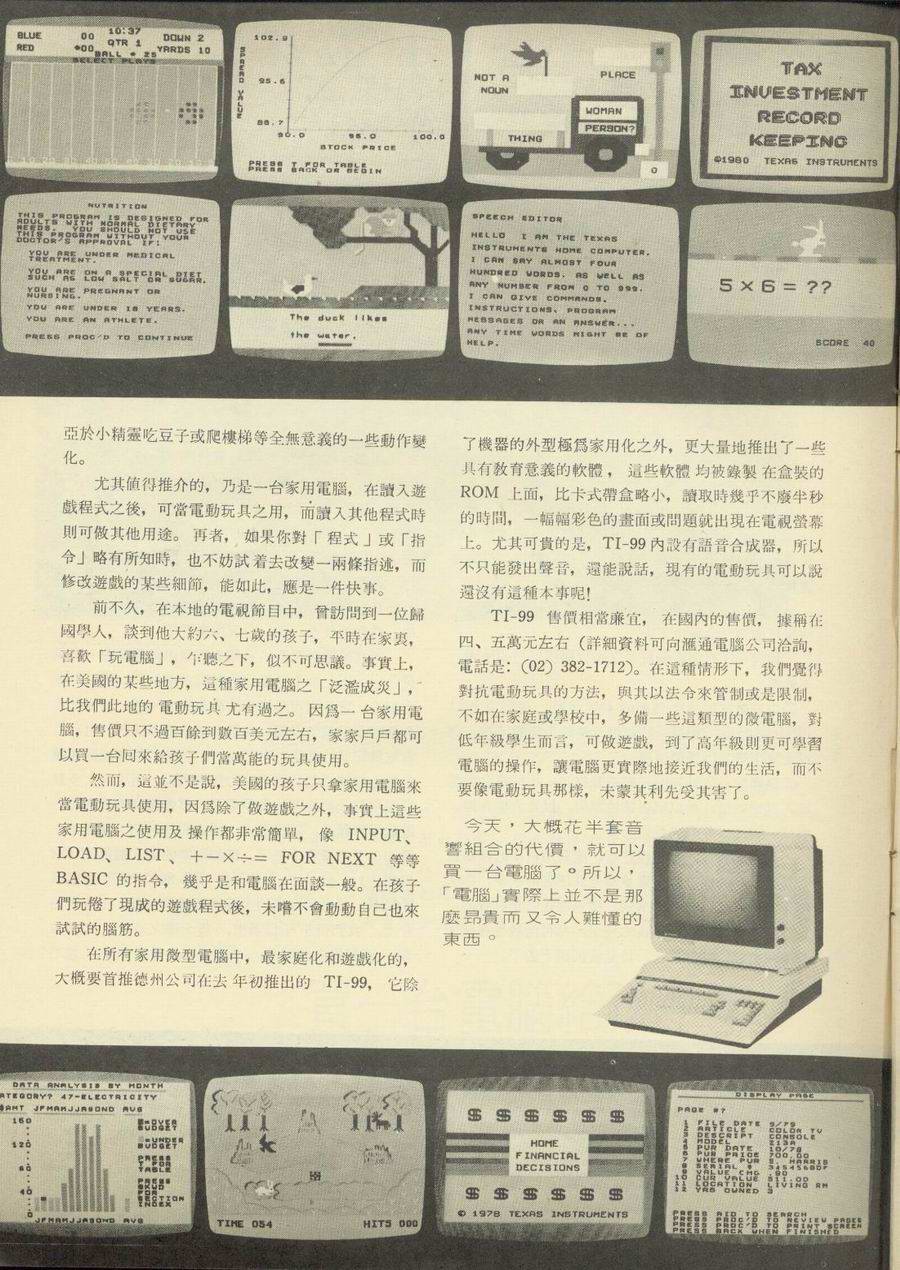 BLUE 00 10:37 DOWN 2
RED *00 QTR 1 YARDS 10
BALL * 25
SELECT PLAYS
102.9
95.6
88.7
SPREAD VALUE
90.0 95.0 100.0
STOCK PRICE
PRESS T FOR TABLE
PRESS BACK OR BEGIN
NOT A
NOUN
PLACE
WOMAN
PERSON?
THING
0
TAX
INVESTMENT
RECORD
KEEPING
©1980 TEXAS INSTRUMENTS
NUTRITION
THIS PROGRAM IS DESIGNED FOR
ADULTS WITH NORMAL DIETARY
NEEDS. YOU SHOULD NOT USE
THIS PROGRAM WITHOUT YOUR
DOCTOR'S APPROVAL IF:
YOU ARE UNDER MEDICAL
TREATMENT.
YOU ARE ON A SPECIAL DIET
SUCH AS LOW SALT OR SUGAR.
YOU ARE PREGNANT OR
NURSING.
YOU ARE UNDER 18 YEARS.
YOU ARE AN ATHLETE.
PRESS PROC'D TO CONTINUE
The duck likes
the water.
SPEECH EDITOR
HELLO I AM THE TEXAS
INSTRUMENTS HOME COMPUTER.
I CAN SAY ALMOST FOUR
HUNDRED WORDS. AS WELL AS
ANY NUMBER FROM 0 TO 999.
I CAN GIVE COMMANDS.
INSTRUCTIONS, PROGRAM
MESSAGES OR AN ANSWER...
ANY TIME WORDS MIGHT BE OF
HELP.
5 × 6 = ??
SCORE 40
亞於小精靈吃豆子或爬樓梯等全無意義的一些動作變
化。
尤其值得推介的，乃是一台家用電腦，在讀入遊
戲程式之後，可當電動玩具之用，而讀入其他程式時
則可做其他用途。再者，如果你對「程式」或「指
令」略有所知時，也不妨試着去改變一兩條指述，而
修改遊戲的某些細節，能如此，應是一件快事。
前不久，在本地的電視節目中，曾訪問到一位歸
國學人，談到他大約六、七歲的孩子，平時在家裏，
喜歡「玩電腦」，乍聽之下，似不可思議。事實上，
在美國的某些地方，這種家用電腦之「泛濫成災」，
比我們此地的電動玩具尤有過之。因爲一台家用電
腦，售價只不過百餘到數百美元左右，家家戶戶都可
以買一台回來給孩子們當萬能的玩具使用。
然而，這並不是說，美國的孩子只拿家用電腦來
當電動玩具使用，因爲除了做遊戲之外，事實上這些
家用電腦之使用及操作都非常簡單，像 INPUT、
LOAD、LIST、＋－×÷＝ FOR NEXT 等等
BASIC 的指令，幾乎是和電腦在面談一般。在孩子
們玩倦了現成的遊戲程式後，未嚐不會動動自己也來
試試的腦筋。
在所有家用微型電腦中，最家庭化和遊戲化的，
大概要首推德州公司在去年初推出的 TI-99，它除
了機器的外型極爲家用化之外，更大量地推出了一些
具有教育意義的軟體，這些軟體均被錄製在盒裝的
ROM 上面，比卡式帶盒略小，讀取時幾乎不廢半秒
的時間，一幅幅彩色的畫面或問題就出現在電視螢幕
上。尤其可貴的是，TI-99內設有語音合成器，所以
不只能發出聲音，還能說話，現有的電動玩具可以說
還沒有這種本事呢！
TI-99 售價相當廉宜，在國內的售價，據稱在
四、五萬元左右（詳細資料可向滙通電腦公司洽詢，
電話是：（02）382-1712）。在這種情形下，我們覺得
對抗電動玩具的方法，與其以法令來管制或是限制，
不如在家庭或學校中，多備一些這類型的微電腦，對
低年級學生而言，可做遊戲，到了高年級則更可學習
電腦的操作，讓電腦更實際地接近我們的生活，而不
要像電動玩具那樣，未蒙其利先受其害了。
今天，大概花半套音
響組合的代價，就可以
買一台電腦了。所以，
「電腦」實際上並不是那
麼昂貴而又令人難懂的
東西。
DATA ANALYSIS BY MONTH
ATEGORY? 47-ELECTRICITY
$AMT JFMAMJJASOND AVG
160
120
40
0
=OVER
BUDGET
=UNDER
BUDGET
PRESS
T FOR
TABLE
PRESS
FOR
SECTION
INDEX
JFMAMJJASOND AVG
TIME 054 HITS 000
$ $ $ $ $ $
HOME
FINANCIAL
DECISIONS
$ $ $ $ $ $
© 1978 TEXAS INSTRUMENTS
DISPLAY PAGE
PAGE #?
1 FILE DATE 9/79
2 ARTICLE COLOR TV
3 DESCRIPT CONSOLE
4 MODEL
5 PUR DATE 10/78
6 PUR PRICE 700.00
7 WHERE PUR S. HARRIS
8 SERIAL #
9 VALUE CHG .80
10 CUR VALUE 511.00
11 LOCATION LIVING RM
12 YRS OWNED 3
PRESS AID TO SEARCH
PRESS PROC'D TO REVIEW PAGES
PRESS PROC'D TO PRINT SCREEN
PRESS BACK WHEN FINISHED